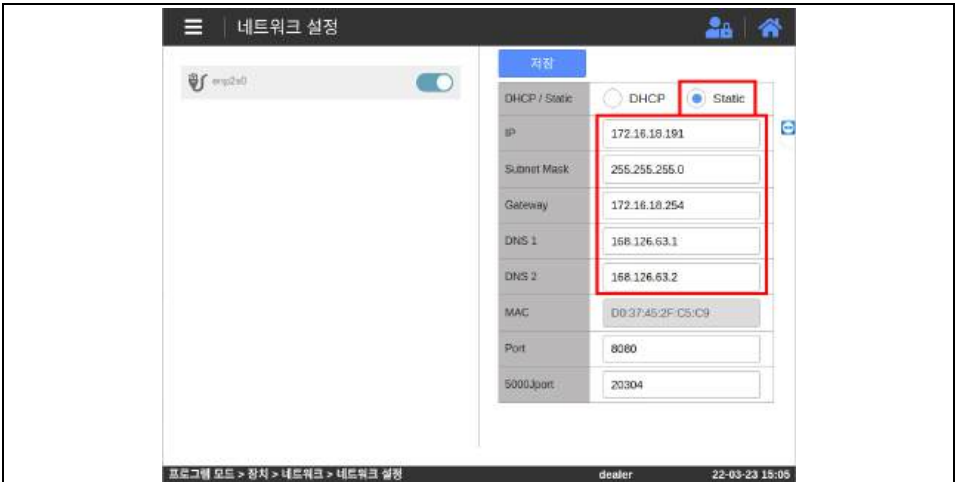 네트워크 설정
enp2s0
저장
DHCP / Static
DHCP
Static
IP
172.16.18.191
Subnet Mask
255.255.255.0
Gateway
172.16.18.254
DNS 1
168.126.63.1
DNS 2
168.126.63.2
MAC
D0:37:45:2F:C5:C9
Port
8080
5000Jport
20304
프로그램 모드 > 장치 > 네트워크 > 네트워크 설정
dealer
22-03-23 15:05